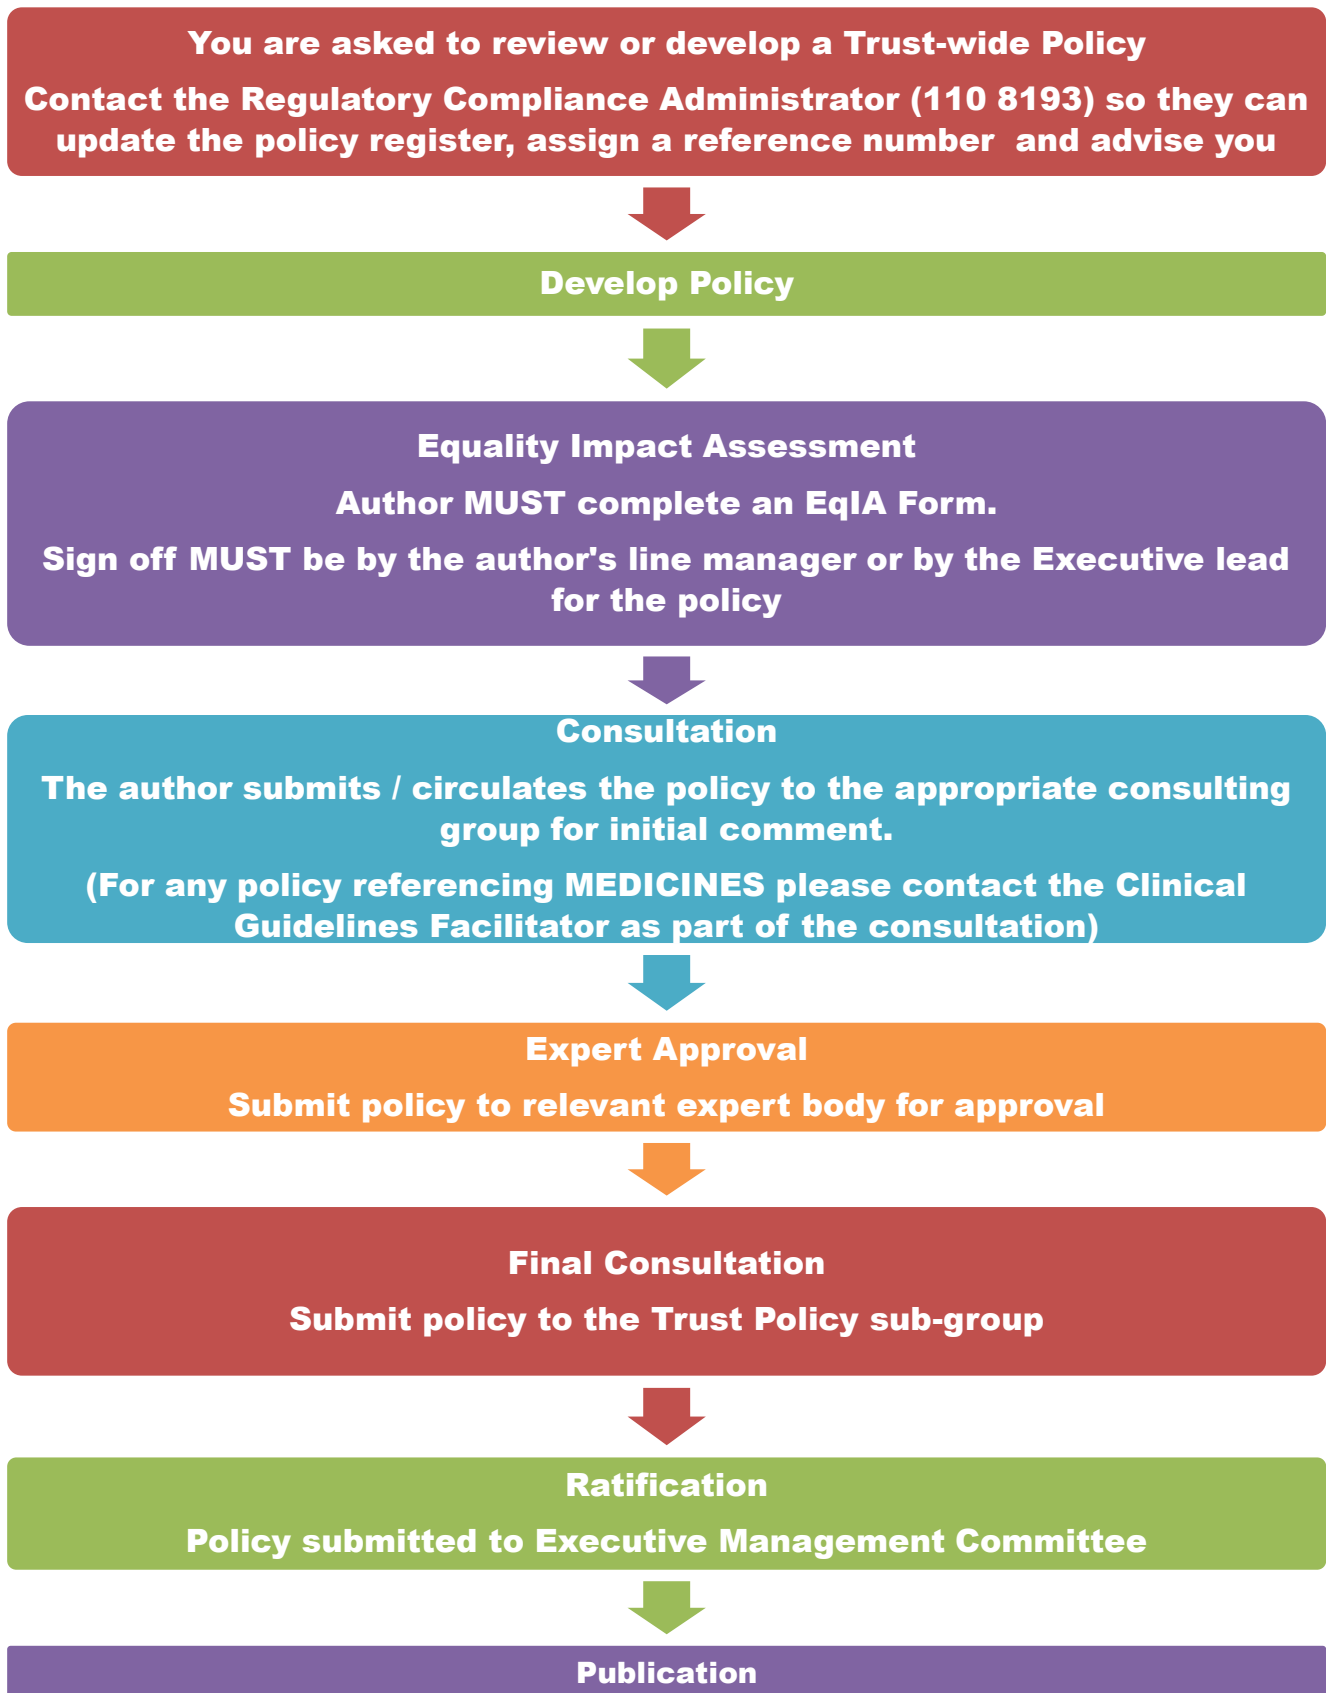 You are asked to review or develop a Trust-wide Policy
Contact the Regulatory Compliance Administrator (110 8193) so they can
update the policy register, assign a reference number  and advise you
Develop Policy
Equality Impact Assessment
Author MUST complete an EqIA Form.
Sign off MUST be by the author's line manager or by the Executive lead
for the policy
Consultation
The author submits / circulates the policy to the appropriate consulting
group for initial comment.
(For any policy referencing MEDICINES please contact the Clinical
Guidelines Facilitator as part of the consultation)
Expert Approval
Submit policy to relevant expert body for approval
Final Consultation
Submit policy to the Trust Policy sub-group
Ratification
Policy submitted to Executive Management Committee
Publication